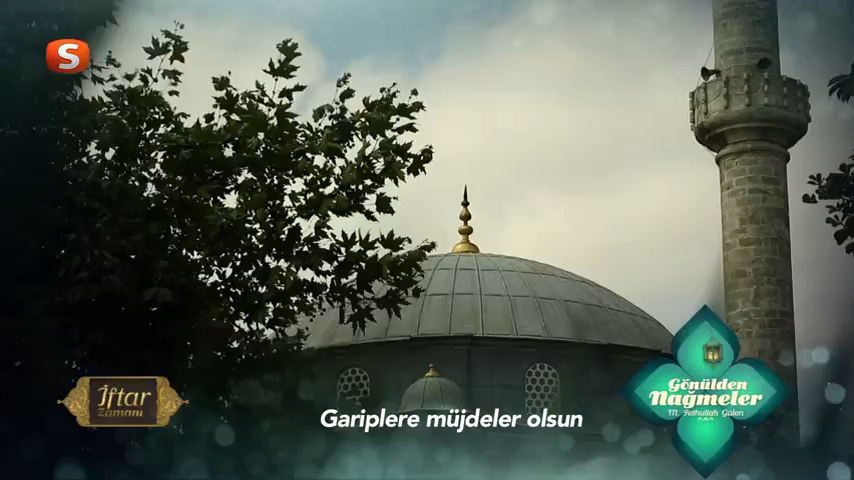 S
İftar
Zamanı
Gariplere müjdeler olsun
Gönülden
Nağmeler
M. Fethullah Gülen